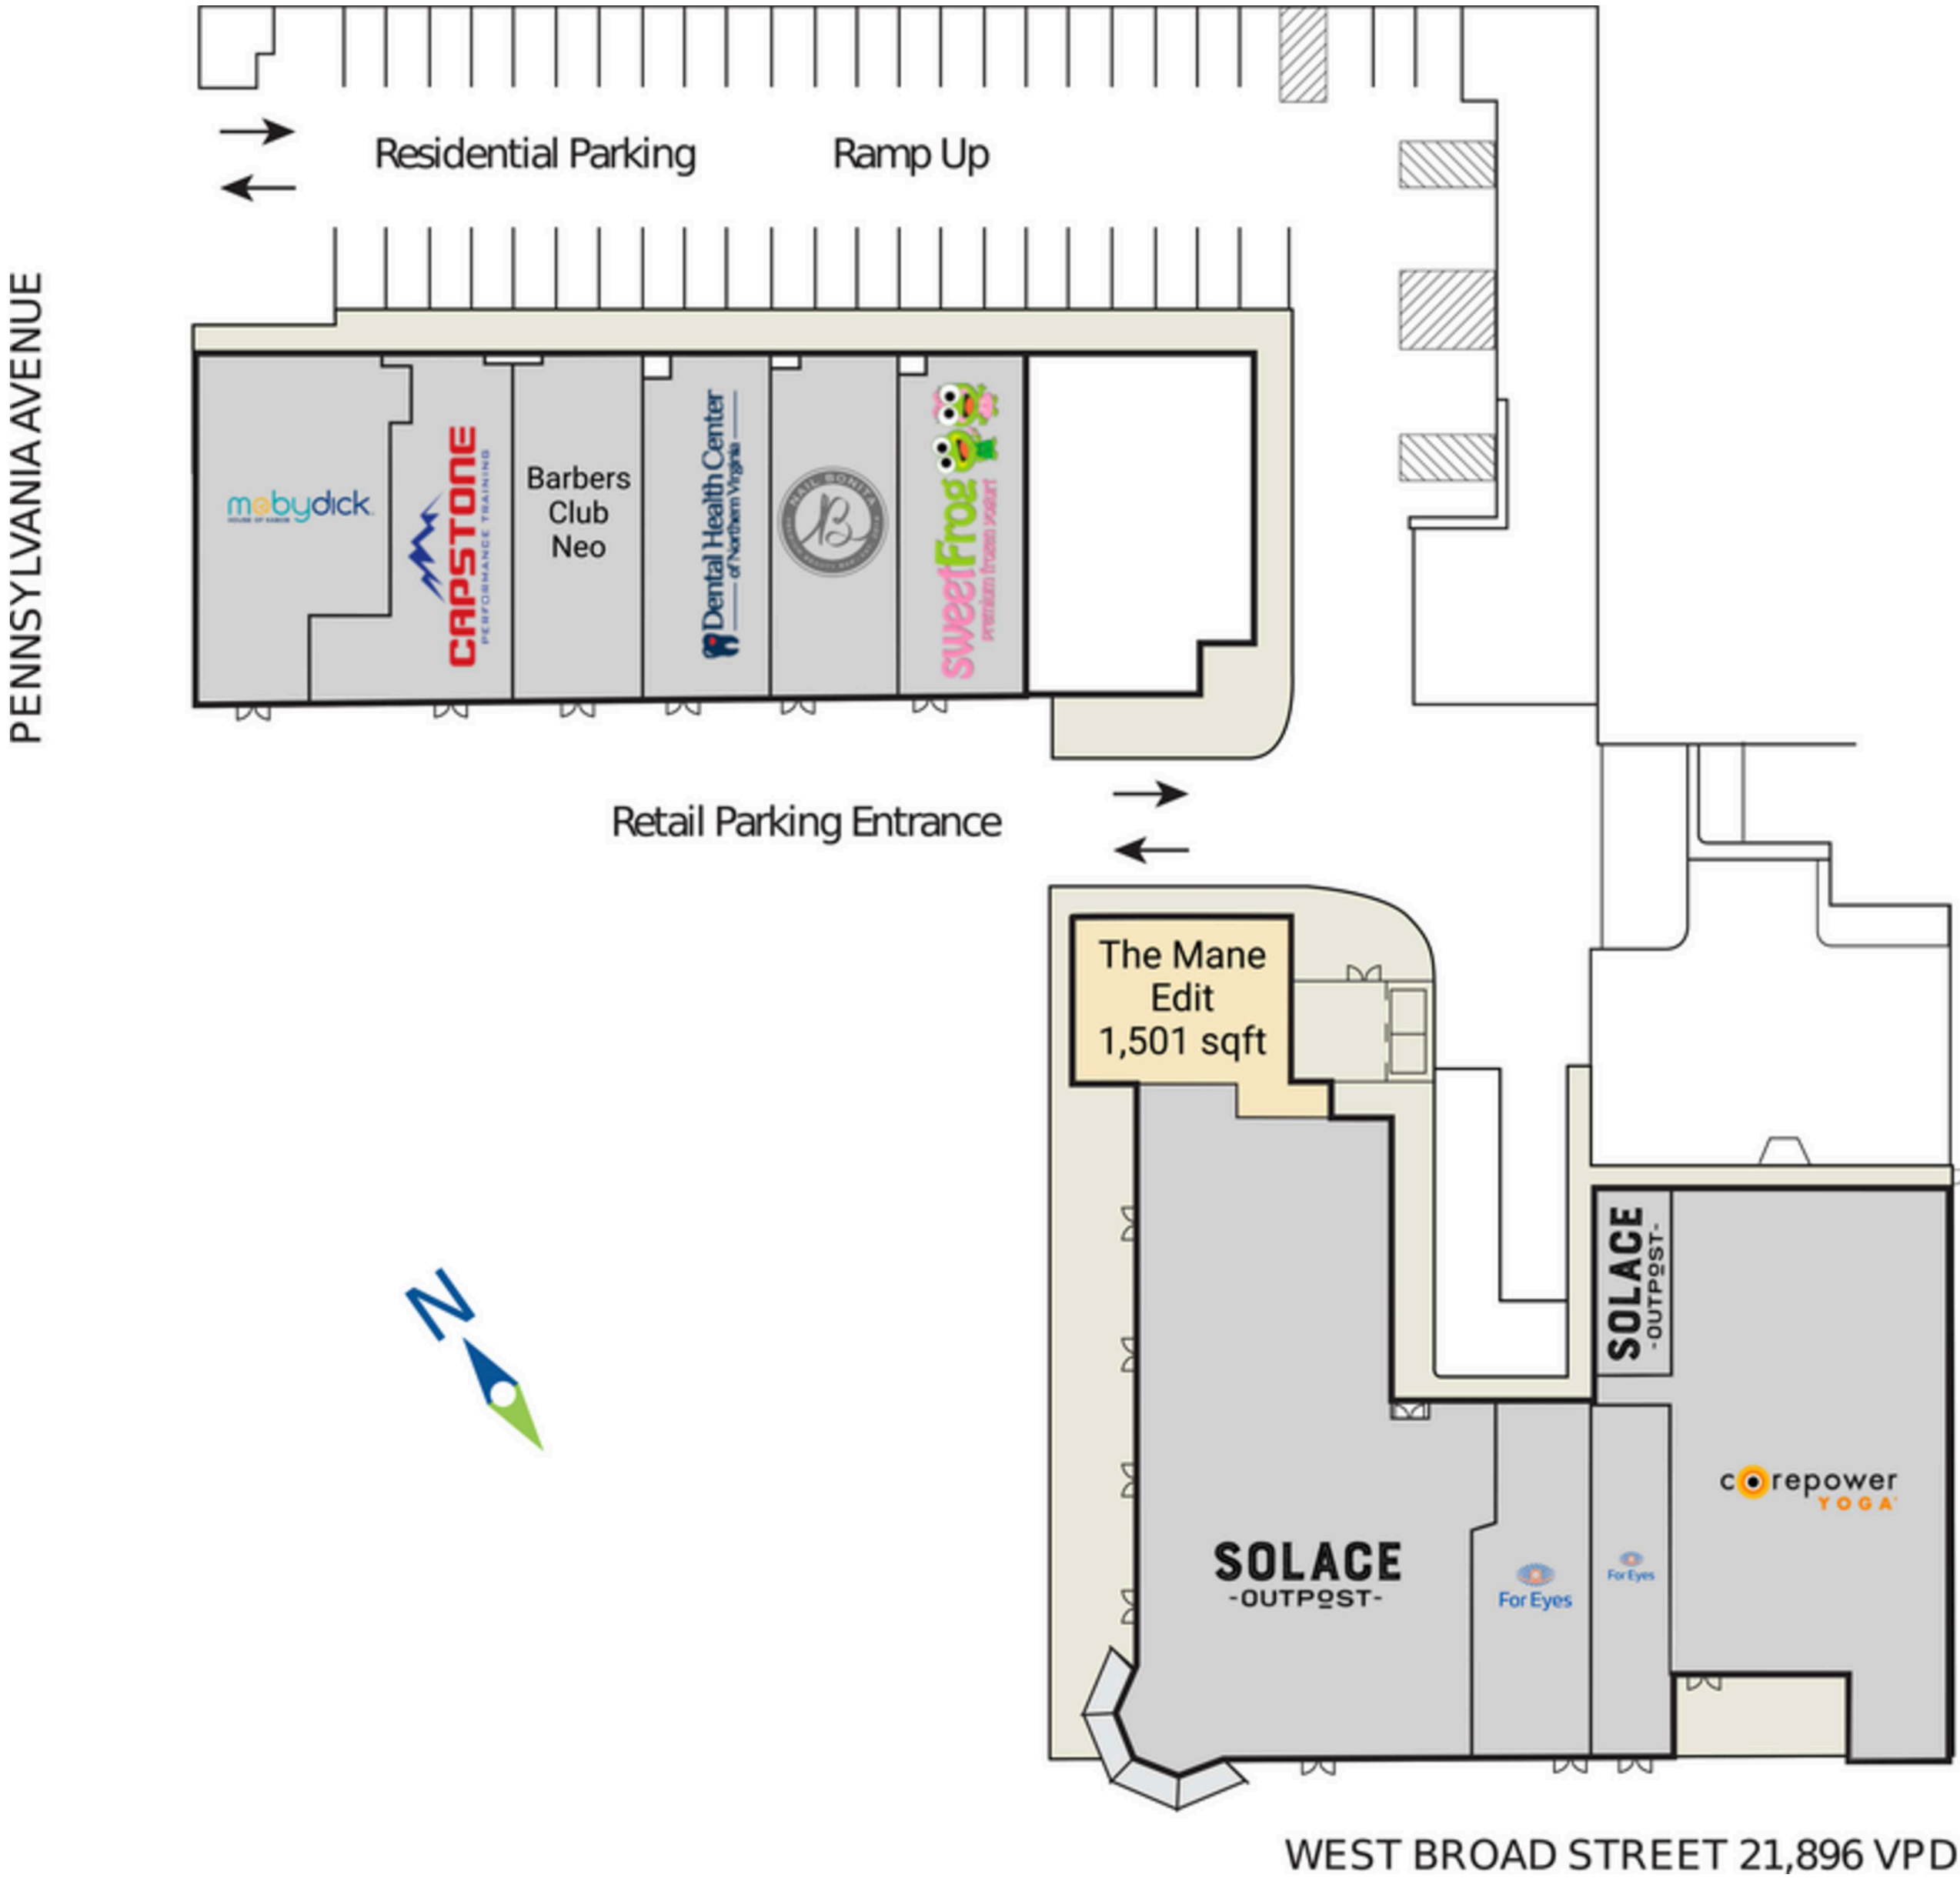 Residential Parking
Ramp Up
PENNSYLVANIA AVENUE
mobydick
HOUSE OF KABOB
CAPSTONE
PERFORMANCE TRAINING
Barbers
Club
Neo
Dental Health Center
of Northern Virginia
NAIL BONITA
B
sweetFrog
premium frozen yogurt
Retail Parking Entrance
The Mane
Edit
1,501 sqft
N
SOLACE
-OUTPOST-
corepower
YOGA
SOLACE
-OUTPOST-
For Eyes
For Eyes
WEST BROAD STREET 21,896 VPD